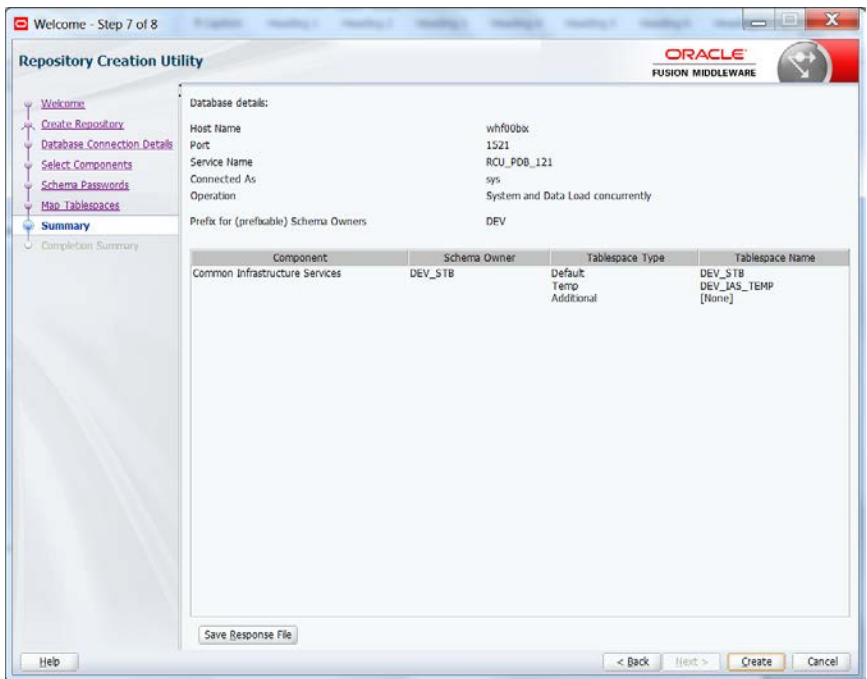 Welcome - Step 7 of 8
Repository Creation Utility
ORACLE
FUSION MIDDLEWARE
Welcome
Create Repository
Database Connection Details
Select Components
Schema Passwords
Map Tablespaces
Summary
Completion Summary
Database details:
Host Name whf00bx
Port 1521
Service Name RCU_PDB_121
Connected As sys
Operation System and Data Load concurrently
Prefix for (prefixable) Schema Owners DEV
Component Schema Owner Tablespace Type Tablespace Name
Common Infrastructure Services DEV_STB Default DEV_STB
Temp DEV_IAS_TEMP
Additional [None]
Save Response File
Help < Back Next > Create Cancel